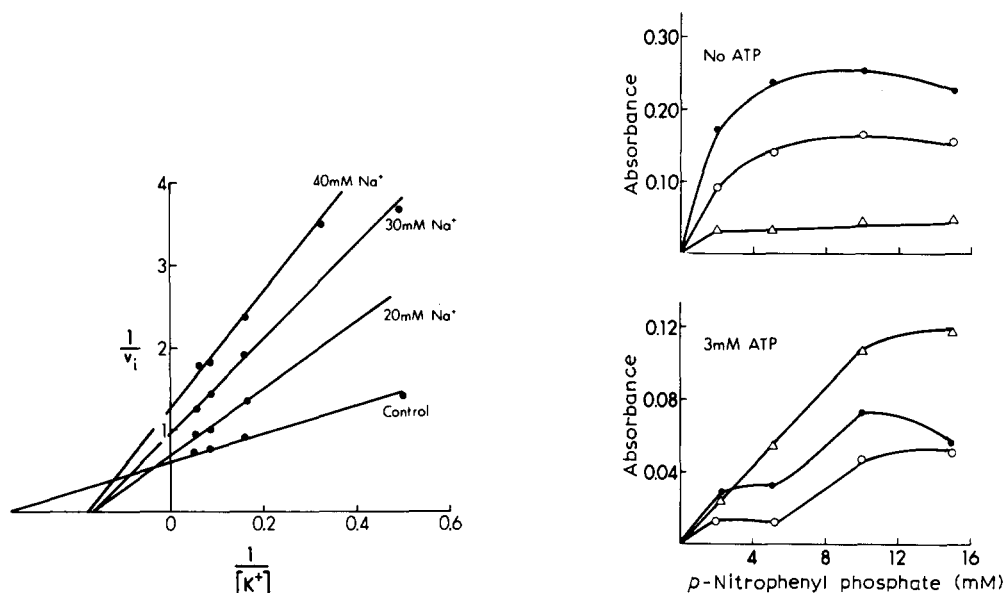 4
3
2
1
1
v_i
40mM Na⁺
30mM Na⁺
20mM Na⁺
Control
0
0.2
0.4
0.6
1
[K⁺]
No ATP
Absorbance
0.30
0.20
0.10
3mM ATP
Absorbance
0.12
0.08
0.04
4
8
12
16
p-Nitrophenyl phosphate (mM)